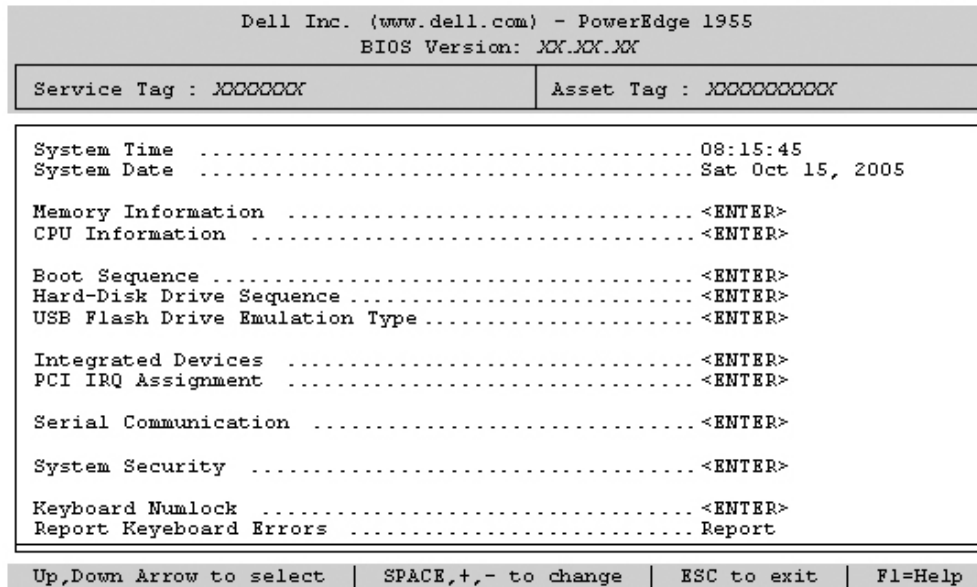 Dell Inc. (www.dell.com) - PowerEdge 1955
BIOS Version: XX.XX.XX
Service Tag : XXXXXXX
Asset Tag : XXXXXXXXXX
System Time ............................................. 08:15:45
System Date ............................................. Sat Oct 15, 2005
Memory Information ..................................... <ENTER>
CPU Information ........................................ <ENTER>
Boot Sequence ............................................ <ENTER>
Hard-Disk Drive Sequence ................................ <ENTER>
USB Flash Drive Emulation Type ......................... <ENTER>
Integrated Devices ..................................... <ENTER>
PCI IRQ Assignment ..................................... <ENTER>
Serial Communication ................................... <ENTER>
System Security ........................................ <ENTER>
Keyboard Numlock ....................................... <ENTER>
Report Keyeboard Errors ............................... Report
Up,Down Arrow to select | SPACE,+,- to change | ESC to exit | F1=Help